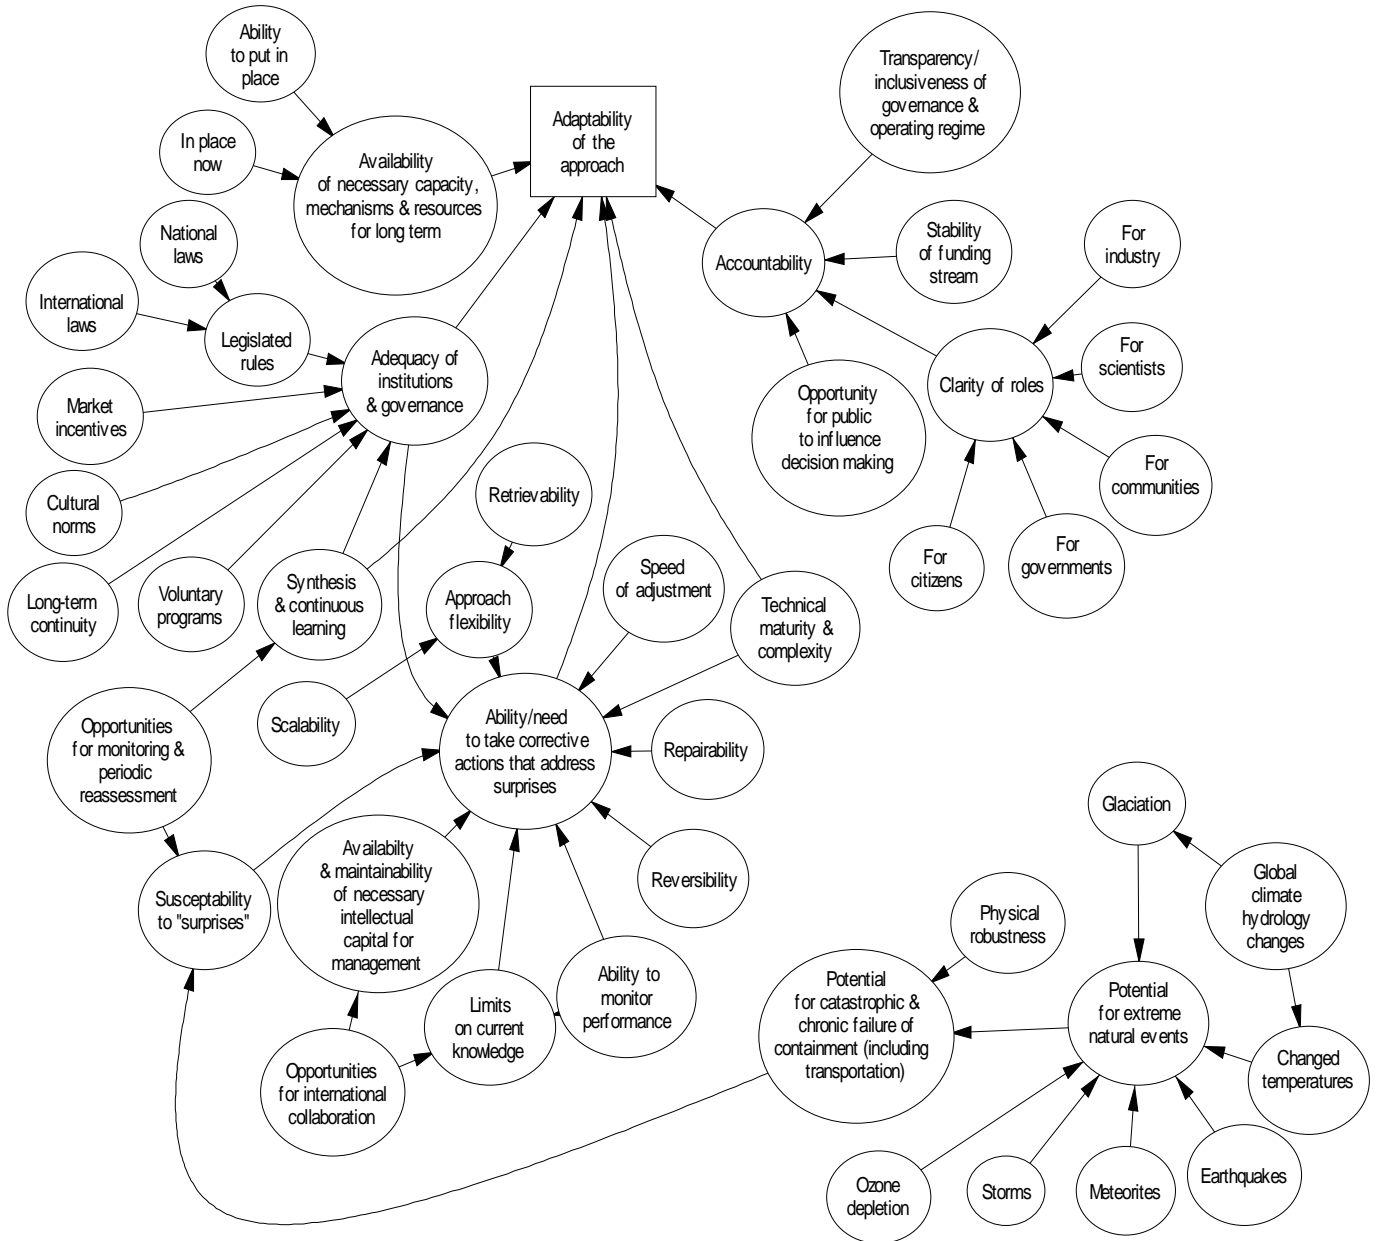 Ability
to put in
place
Transparency/
inclusiveness of
governance &
operating regime
Adaptability
of the
approach
In place
now
Availability
of necessary capacity,
mechanisms & resources
for long term
National
laws
Stability
of funding
stream
For
industry
Accountability
International
laws
Legislated
rules
Adequacy of
institutions
& governance
For
scientists
Clarity of roles
Market
incentives
Opportunity
for public
to influence
decision making
For
communities
Retrievability
Cultural
norms
For
citizens
For
governments
Long-term
continuity
Voluntary
programs
Synthesis
& continuous
learning
Approach
flexibility
Speed
of adjustment
Technical
maturity &
complexity
Scalability
Opportunities
for monitoring &
periodic
reassessment
Ability/need
to take corrective
actions that address
surprises
Repairability
Glaciation
Availabilty
& maintainability
of necessary
intellectual
capital for
management
Reversibility
Susceptability
to "surprises"
Global
climate
hydrology
changes
Physical
robustness
Limits
on current
knowledge
Ability to
monitor
performance
Potential
for catastrophic &
chronic failure of
containment (including
transportation)
Potential
for extreme
natural events
Opportunities
for international
collaboration
Changed
temperatures
Ozone
depletion
Storms
Meteorites
Earthquakes